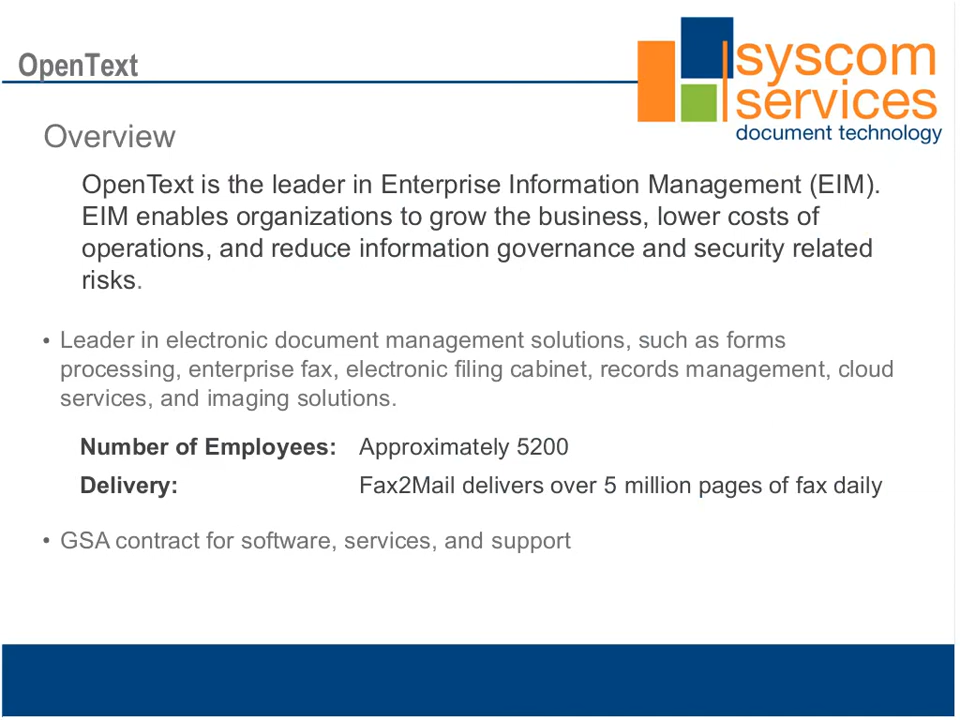 OpenText
syscom
services
document technology
Overview
OpenText is the leader in Enterprise Information Management (EIM).
EIM enables organizations to grow the business, lower costs of
operations, and reduce information governance and security related
risks.
• Leader in electronic document management solutions, such as forms
processing, enterprise fax, electronic filing cabinet, records management, cloud
services, and imaging solutions.
Number of Employees: Approximately 5200
Delivery: Fax2Mail delivers over 5 million pages of fax daily
• GSA contract for software, services, and support